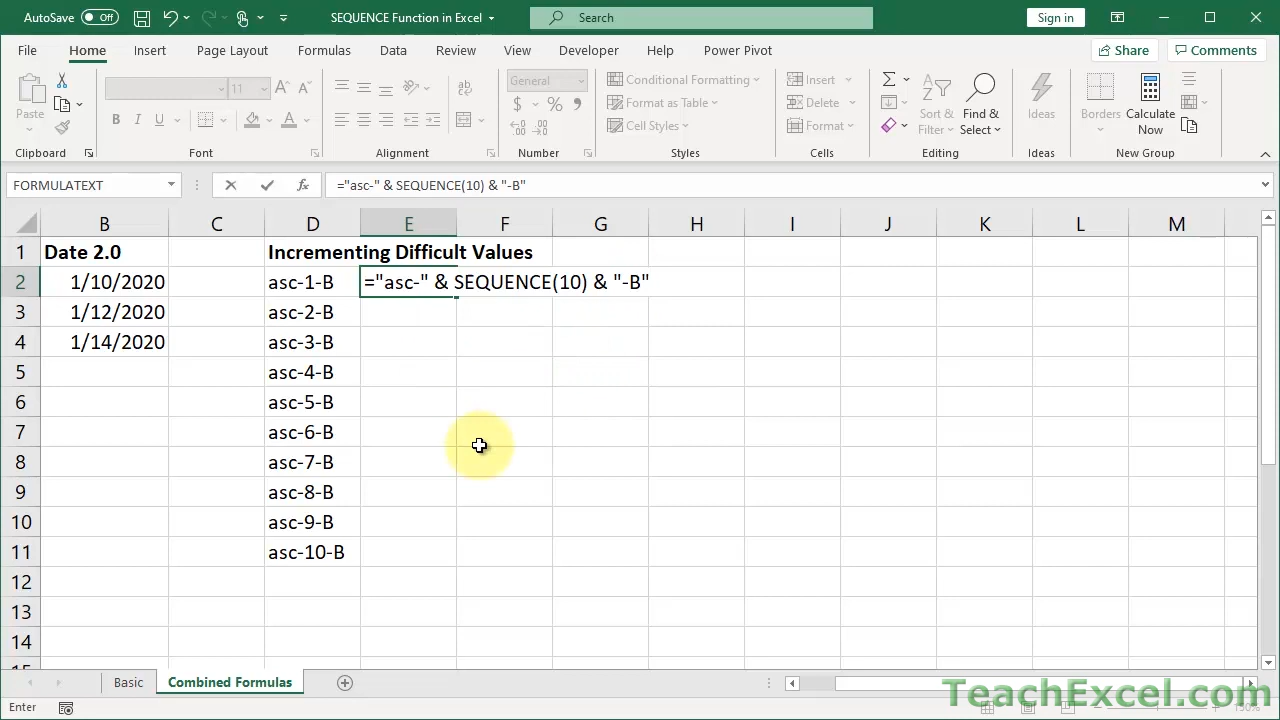 AutoSave Off SEQUENCE Function in Excel Search Sign in
File Home Insert Page Layout Formulas Data Review View Developer Help Power Pivot Share Comments
Paste 11 General Conditional Formatting Insert Sort & Find & Ideas Borders Calculate
B I U A $ % Format as Table Delete Filter Select Now
Cell Styles Format
Clipboard Font Alignment Number Styles Cells Editing Ideas New Group
FORMULATEXT fx ="asc-" & SEQUENCE(10) & "-B"
B C D E F G H I J K L M
1 Date 2.0 Incrementing Difficult Values
2 1/10/2020 asc-1-B ="asc-" & SEQUENCE(10) & "-B"
3 1/12/2020 asc-2-B
4 1/14/2020 asc-3-B
5 asc-4-B
6 asc-5-B
7 asc-6-B
8 asc-7-B
9 asc-8-B
10 asc-9-B
11 asc-10-B
12
13
14
15
Basic Combined Formulas
TeachExcel.com
Enter 150%